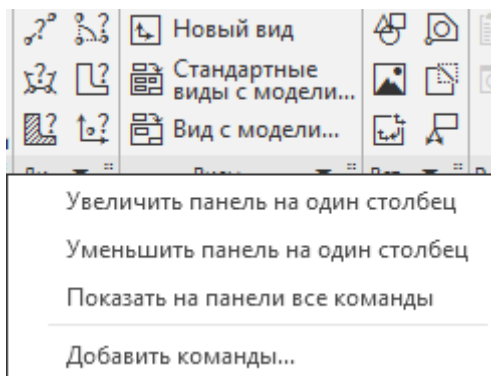 Новый вид
Стандартные
виды с модели...
Вид с модели...
Увеличить панель на один столбец
Уменьшить панель на один столбец
Показать на панели все команды
Добавить команды...